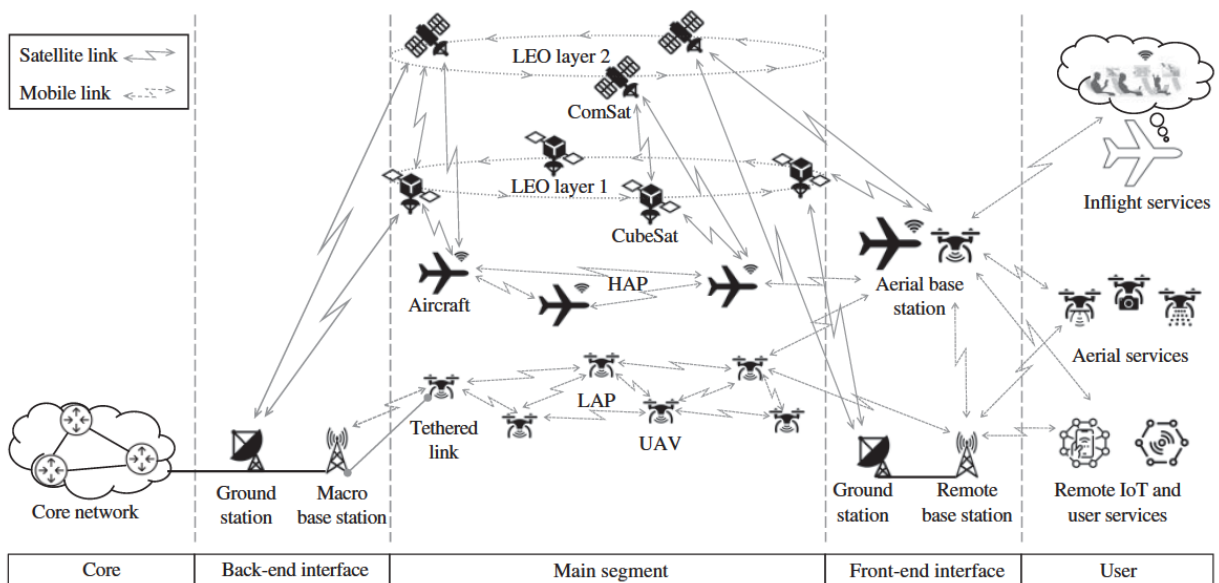 Satellite link
Mobile link
LEO layer 2
ComSat
LEO layer 1
CubeSat
Inflight services
Aircraft
HAP
Aerial base
station
Aerial services
LAP
Tethered
link
UAV
Core network
Ground
station
Macro
base station
Ground
station
Remote
base station
Remote IoT and
user services
Core
Back-end interface
Main segment
Front-end interface
User